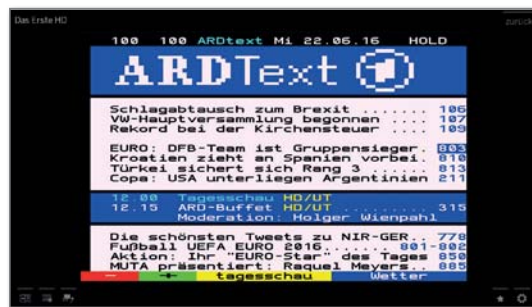 Das Erste HD
zurück
100 100 ARDtext Mi 22.06.16 HOLD
ARDText 1
Schlagabtausch zum Brexit ........ 106
VW-Hauptversammlung begonnen .... 107
Rekord bei der Kirchensteuer .... 109
EURO: DFB-Team ist Gruppensieger. 803
Kroatien zieht an Spanien vorbei. 810
Türkei sichert sich Rang 3 ...... 813
Copa: USA unterliegen Argentinien 211
12.00 Tagesschau HD/UT
12.15 ARD-Buffet HD/UT ........ 315
Moderation: Holger Wienpahl
Die schönsten Tweets zu NIR-GER.. 778
Fußball UEFA EURO 2016....... 801-802
Aktion: Ihr "EURO-Star" des Tages 850
MUTA präsentiert: Raquel Meyers.. 885
- + tagesschau Wetter